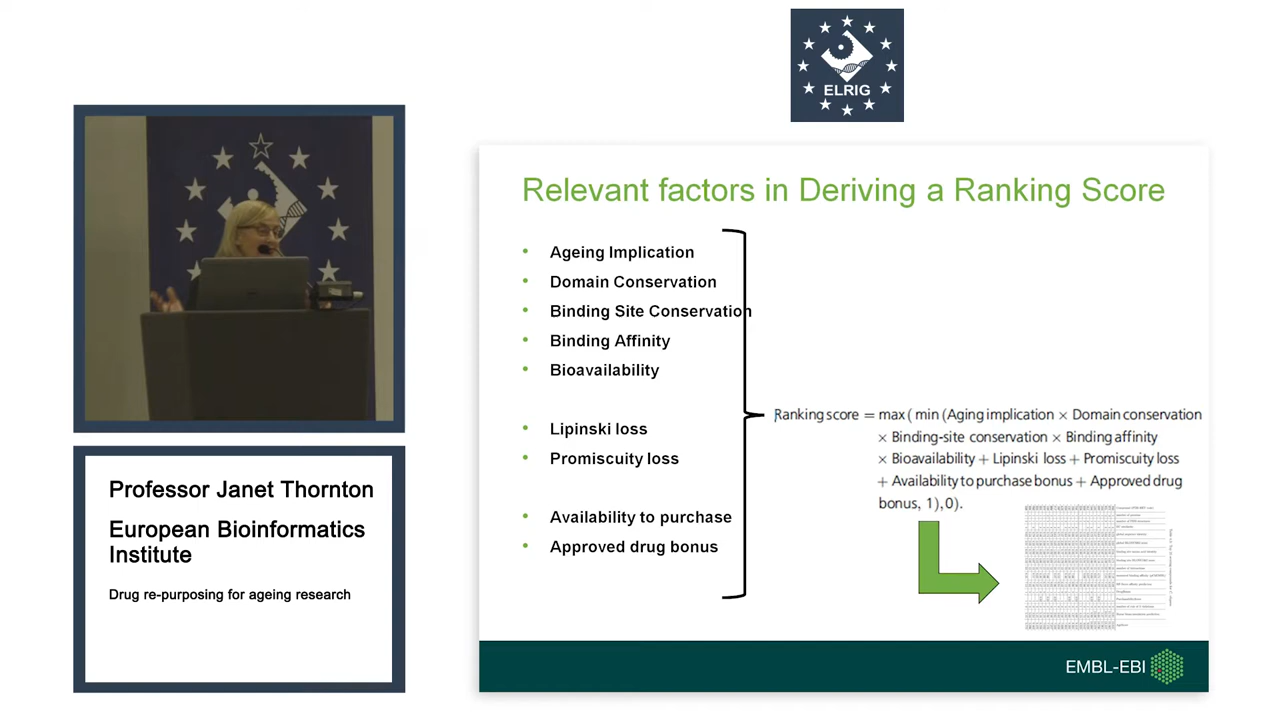 ELRIG
Relevant factors in Deriving a Ranking Score
• Ageing Implication
• Domain Conservation
• Binding Site Conservation
• Binding Affinity
• Bioavailability
• Lipinski loss
• Promiscuity loss
• Availability to purchase
• Approved drug bonus
Ranking score = max ( min (Aging implication × Domain conservation
× Binding-site conservation × Binding affinity
× Bioavailability + Lipinski loss + Promiscuity loss
+ Availability to purchase bonus + Approved drug
bonus, 1), 0).
EMBL-EBI
Professor Janet Thornton
European Bioinformatics
Institute
Drug re-purposing for ageing research